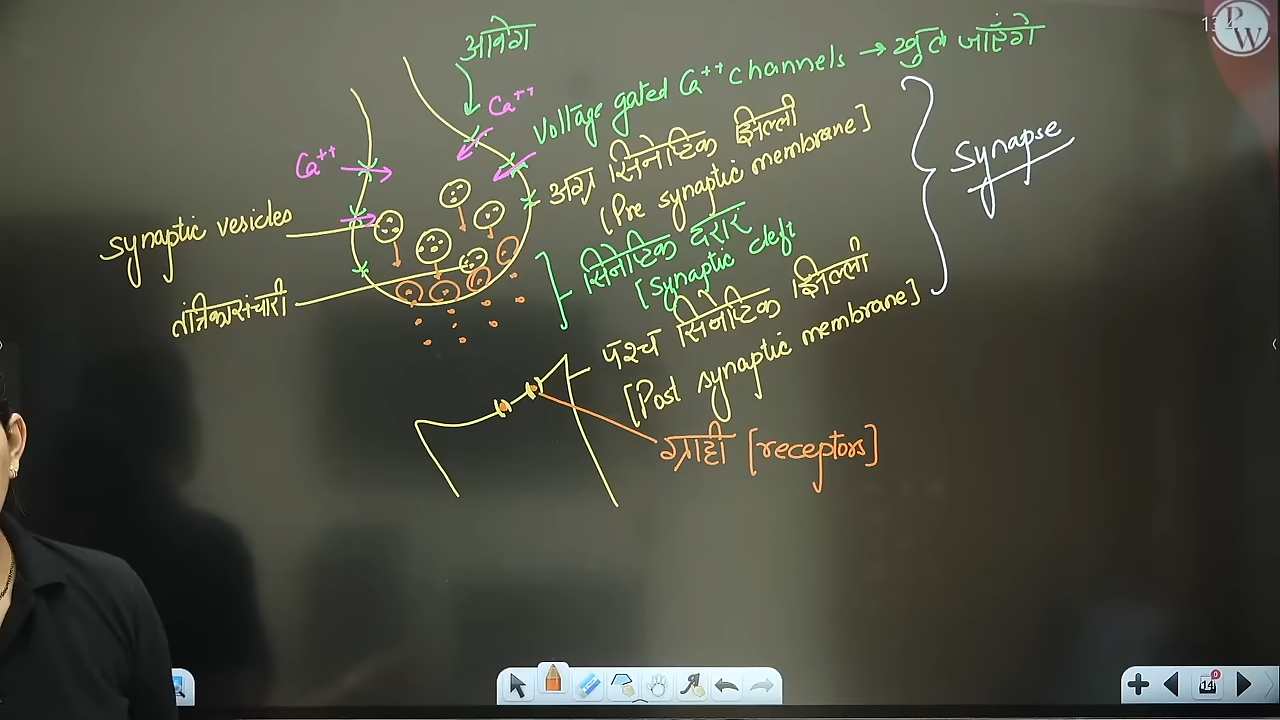 आवेग
Ca++
Voltage gated Ca++ channels → खुल जाएँगे
Ca++
अग्र सिनेप्टिक झिल्ली
(Pre synaptic membrane]
Synapse
synaptic vesicles
सिनेप्टिक दरार
[synaptic cleft
तंत्रिकासंचारी
पश्च सिनेप्टिक झिल्ली
[Post synaptic membrane]
ग्राही [receptors]
PW